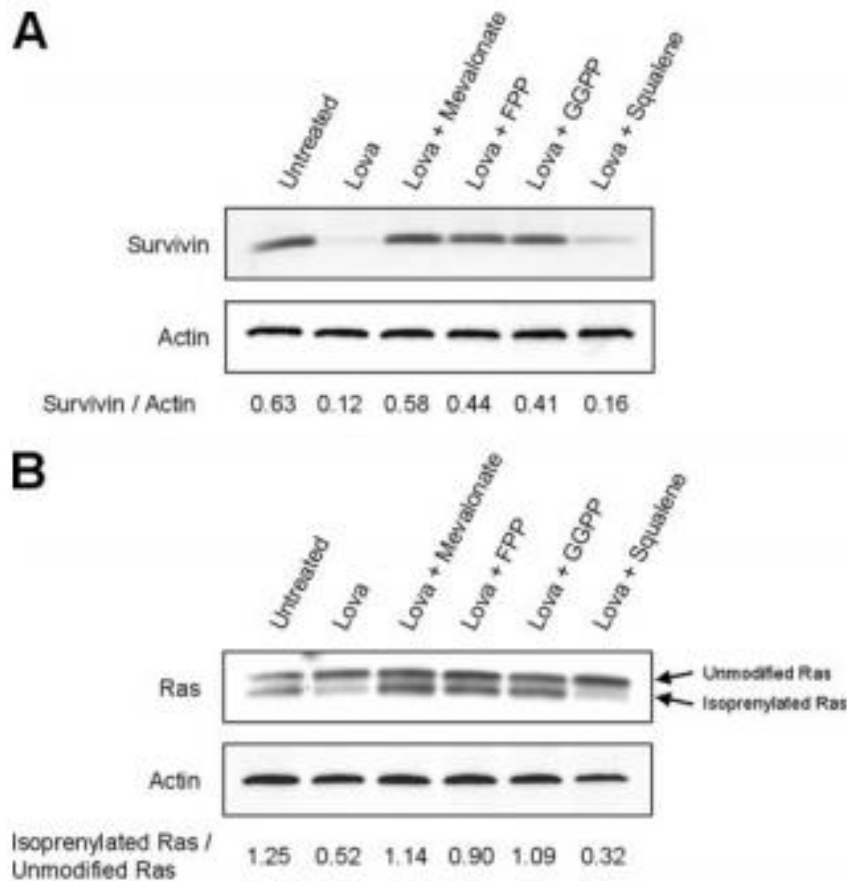 A
Untreated
Lova
Lova + Mevalonate
Lova + FPP
Lova + GGPP
Lova + Squalene
Survivin
Actin
Survivin / Actin 0.63 0.12 0.58 0.44 0.41 0.16
B
Untreated
Lova
Lova + Mevalonate
Lova + FPP
Lova + GGPP
Lova + Squalene
Ras
Unmodified Ras
Isoprenylated Ras
Actin
Isoprenylated Ras /
Unmodified Ras 1.25 0.52 1.14 0.90 1.09 0.32